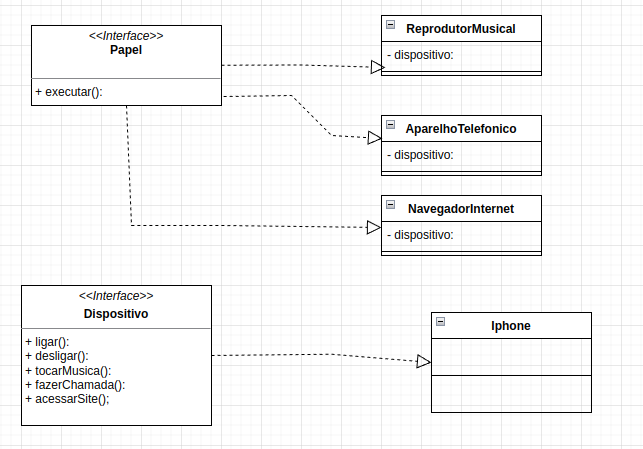 <<Interface>>
Papel
+ executar():
ReprodutorMusical
- dispositivo:
AparelhoTelefonico
- dispositivo:
NavegadorInternet
- dispositivo:
<<Interface>>
Dispositivo
+ ligar():
+ desligar():
+ tocarMusica():
+ fazerChamada():
+ acessarSite();
Iphone